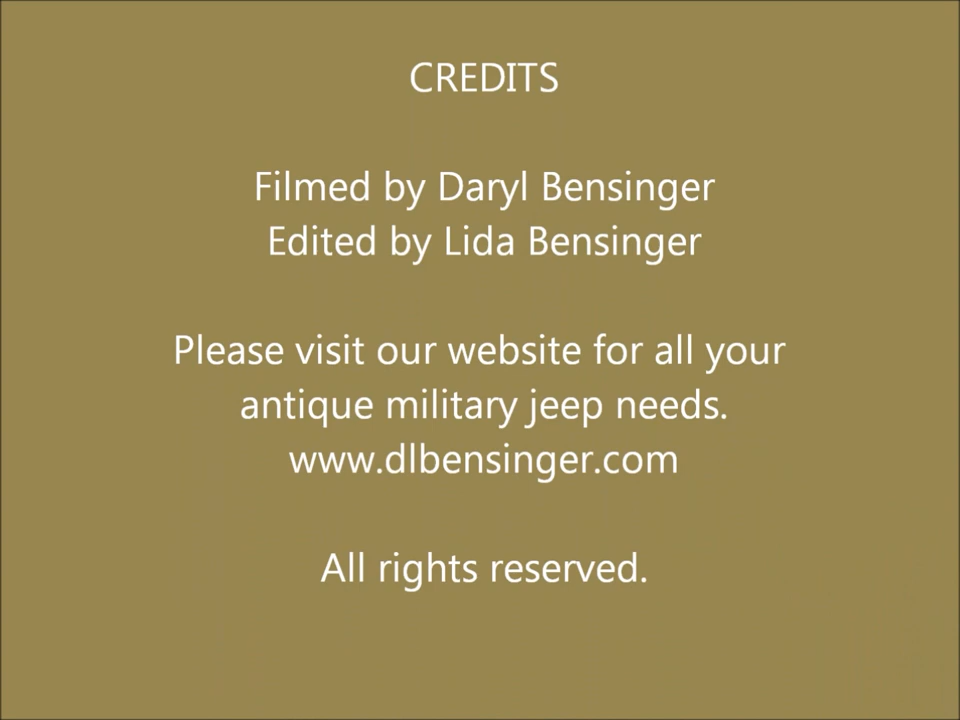 CREDITS
Filmed by Daryl Bensinger
Edited by Lida Bensinger
Please visit our website for all your
antique military jeep needs.
www.dlbensinger.com
All rights reserved.